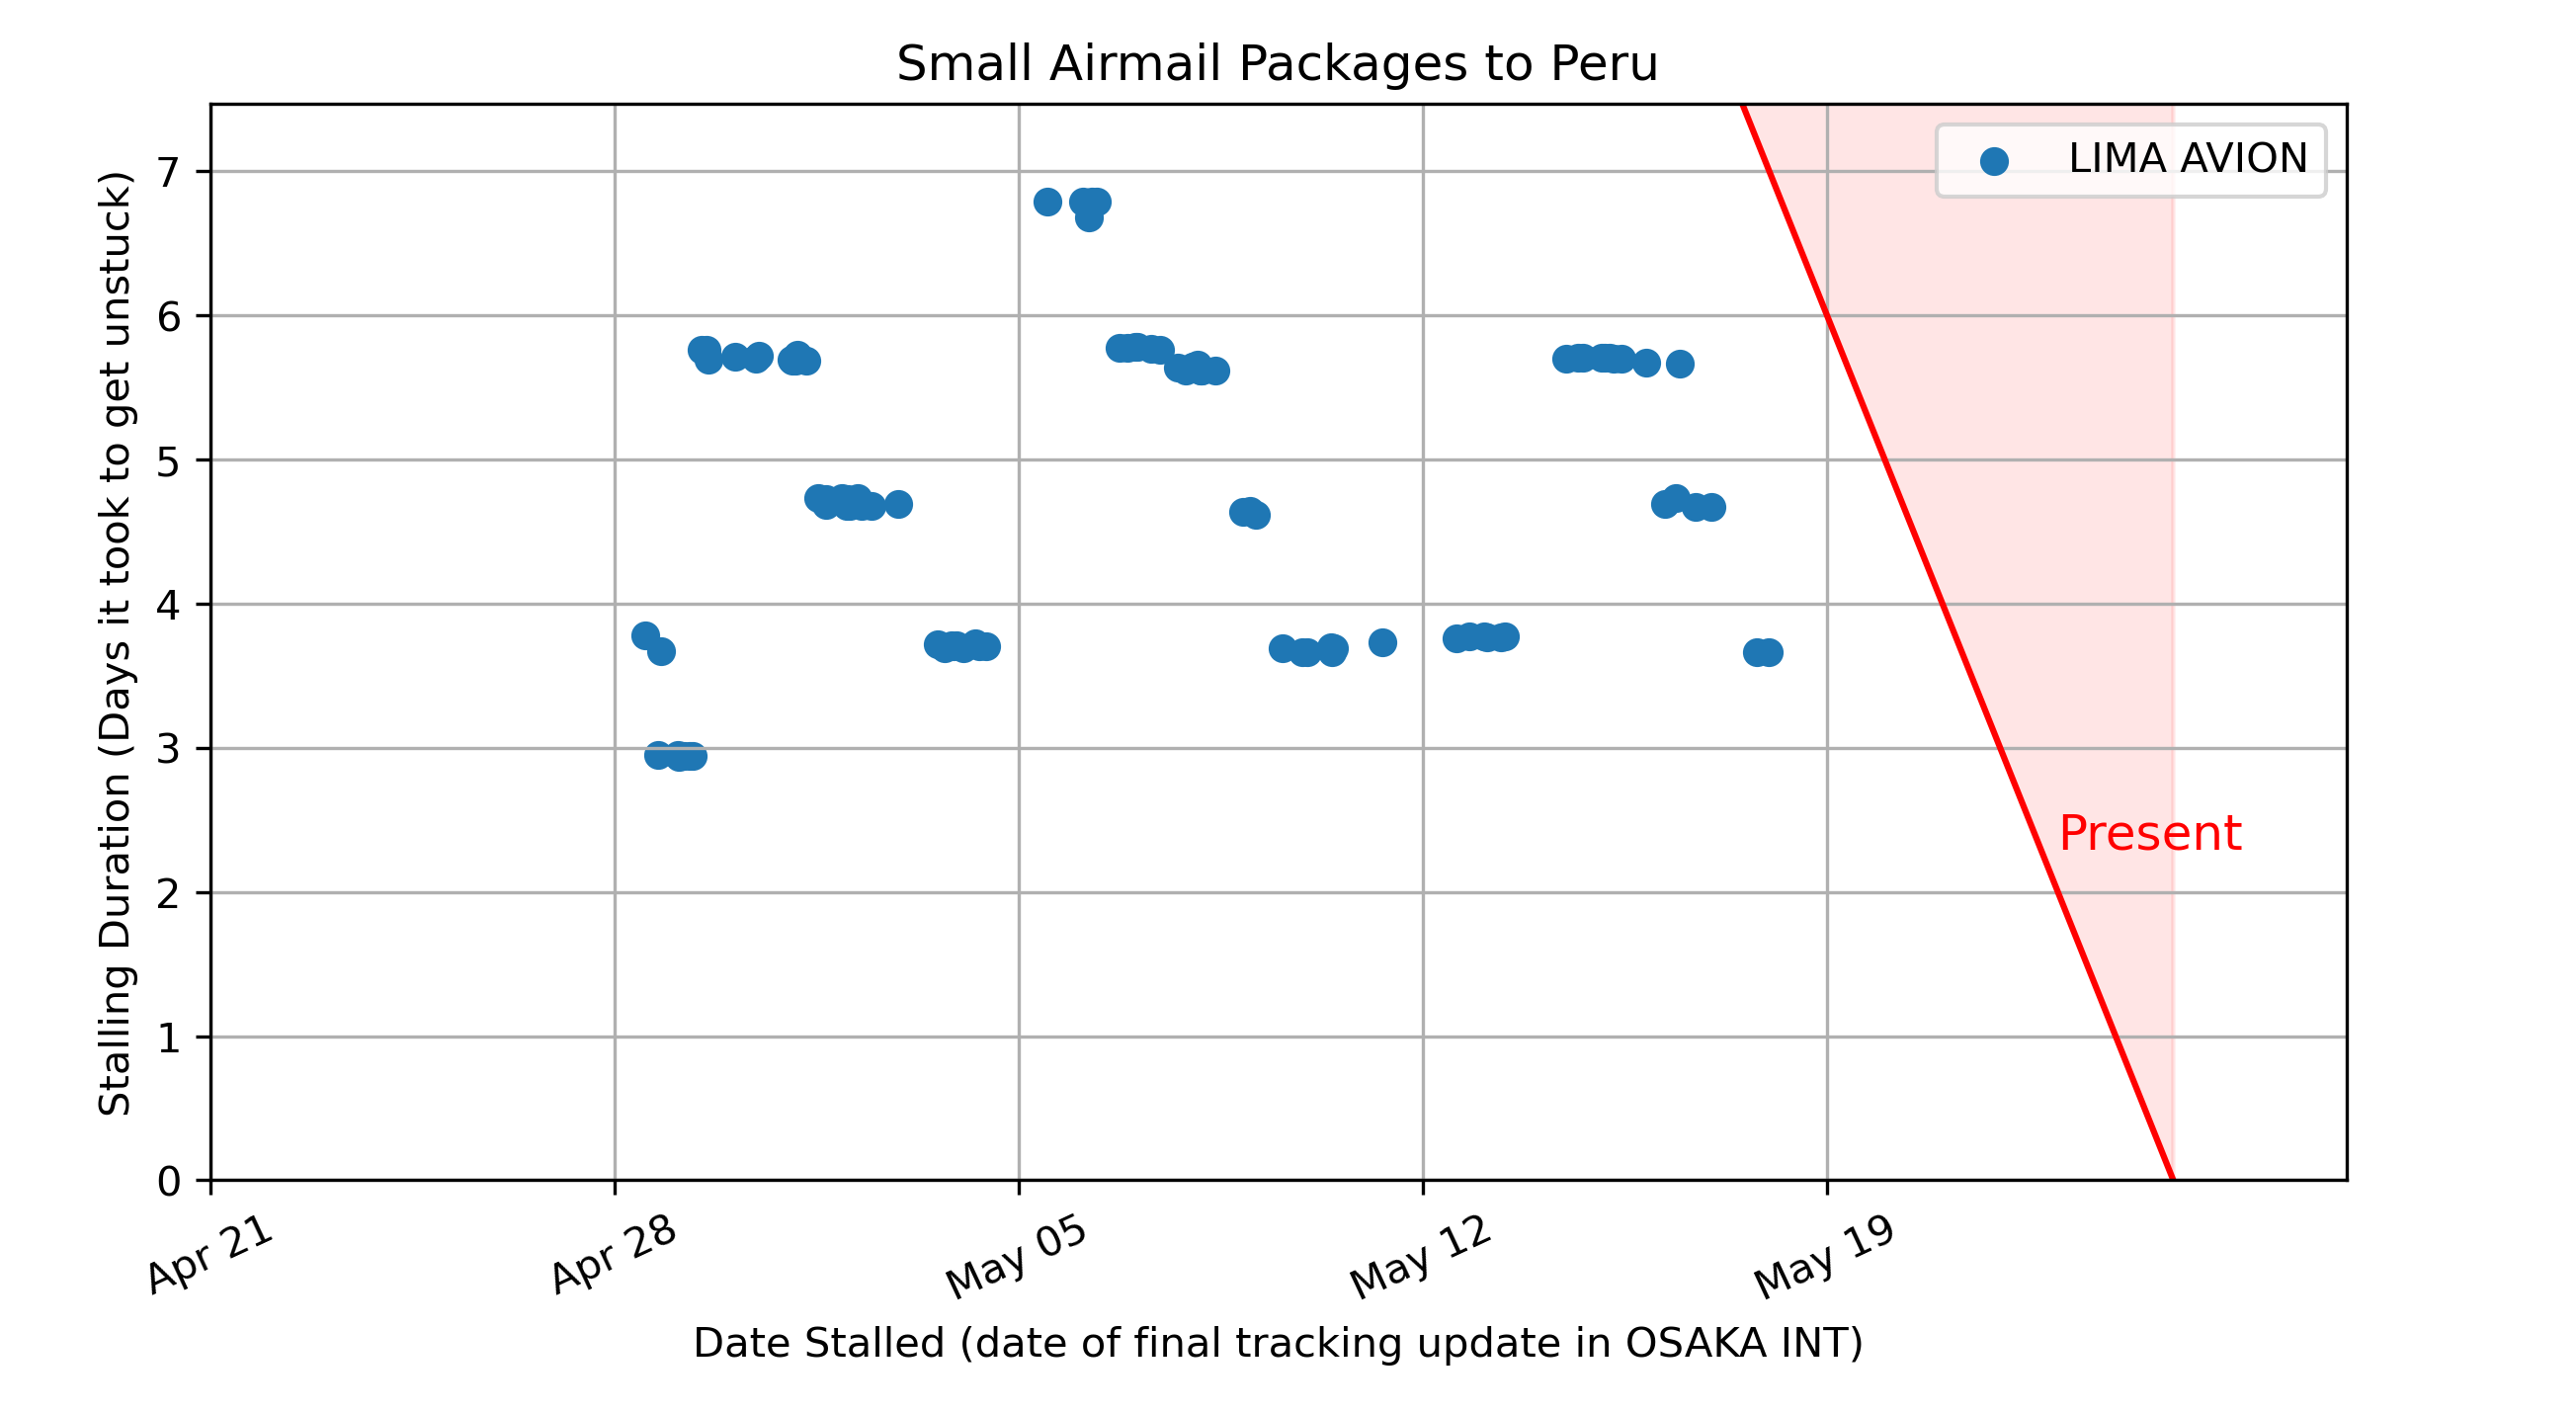 Small Airmail Packages to Peru
LIMA AVION
Stalling Duration (Days it took to get unstuck)
7
6
5
4
3
2
1
0
Present
Apr 21
Apr 28
May 05
May 12
May 19
Date Stalled (date of final tracking update in OSAKA INT)